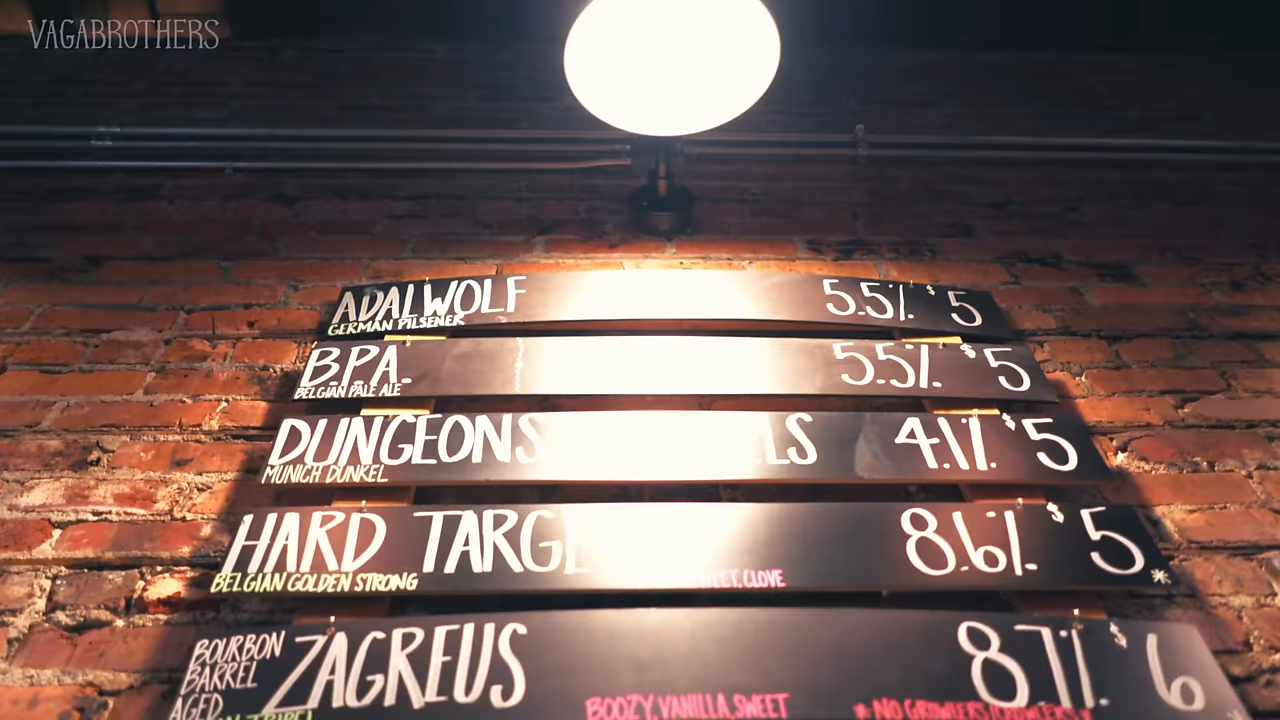 VAGABROTHERS
ADALWOLF 5.5% $5
GERMAN PILSENER
B.P.A. 5.5% $5
BELGIAN PALE ALE
DUNGEONS 4.1% $5
MUNICH DUNKEL
HARD 8.6% $5*
BELGIAN GOLDEN STRONG CLOVE
BOURBON BARREL AGED ZAGREUS 8.7% $6
BOOZY, VANILLA, SWEET * NO GROWLERS/CROWLERS *